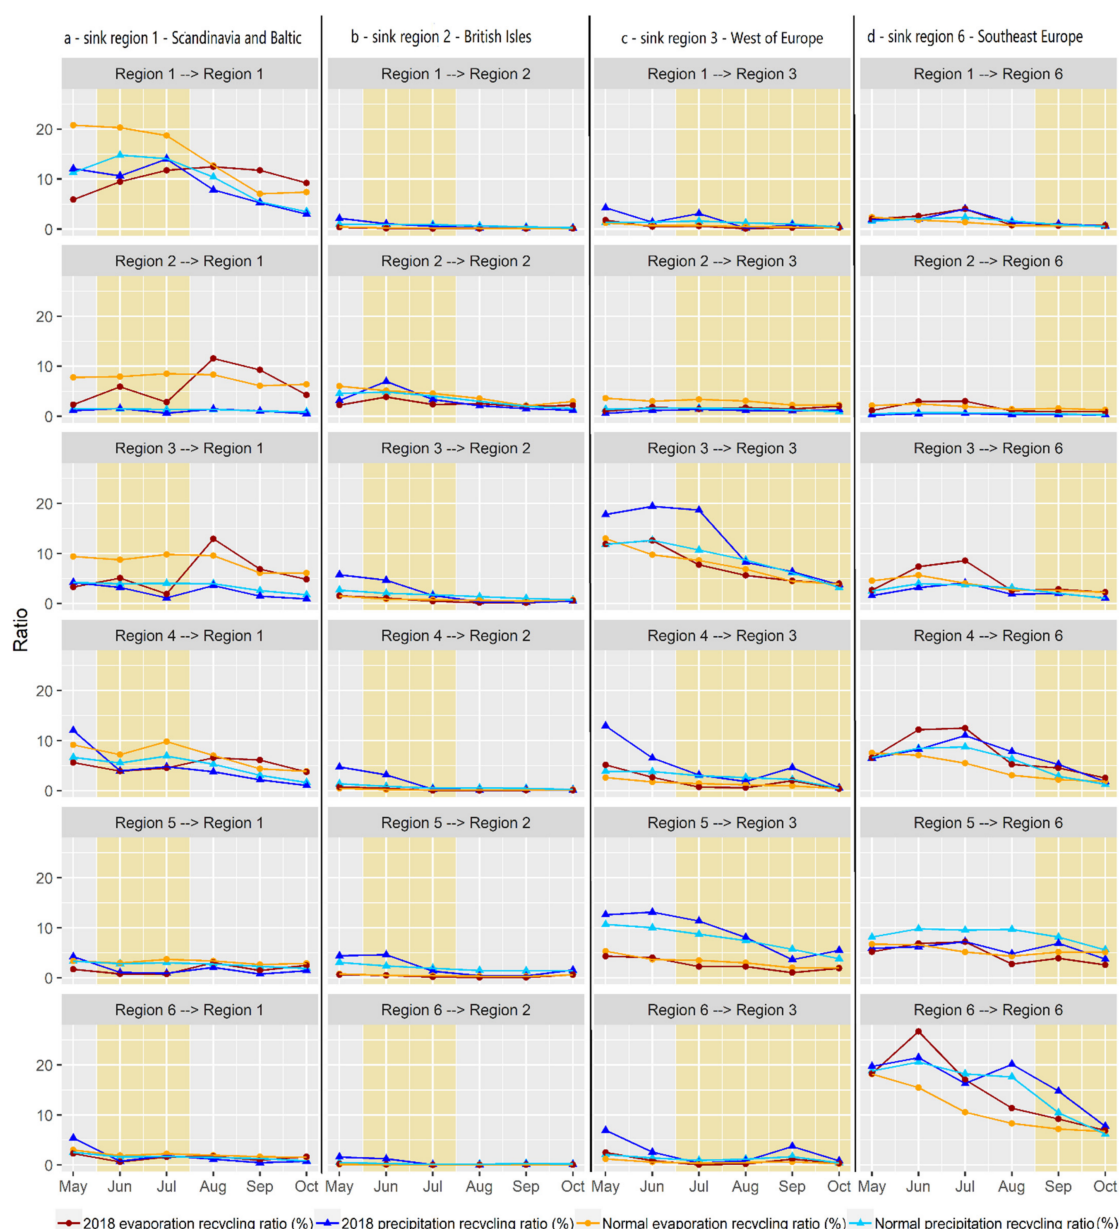 a - sink region 1 - Scandinavia and Baltic
b - sink region 2 - British Isles
c - sink region 3 - West of Europe
d - sink region 6 - Southeast Europe
Region 1 --> Region 1
Region 1 --> Region 2
Region 1 --> Region 3
Region 1 --> Region 6
20
10
0
Region 2 --> Region 1
Region 2 --> Region 2
Region 2 --> Region 3
Region 2 --> Region 6
20
10
0
Region 3 --> Region 1
Region 3 --> Region 2
Region 3 --> Region 3
Region 3 --> Region 6
20
10
0
Ratio
Region 4 --> Region 1
Region 4 --> Region 2
Region 4 --> Region 3
Region 4 --> Region 6
20
10
0
Region 5 --> Region 1
Region 5 --> Region 2
Region 5 --> Region 3
Region 5 --> Region 6
20
10
0
Region 6 --> Region 1
Region 6 --> Region 2
Region 6 --> Region 3
Region 6 --> Region 6
20
10
0
May Jun Jul Aug Sep Oct
May Jun Jul Aug Sep Oct
May Jun Jul Aug Sep Oct
May Jun Jul Aug Sep Oct
2018 evaporation recycling ratio (%)
2018 precipitation recycling ratio (%)
Normal evaporation recycling ratio (%)
Normal precipitation recycling ratio(%)